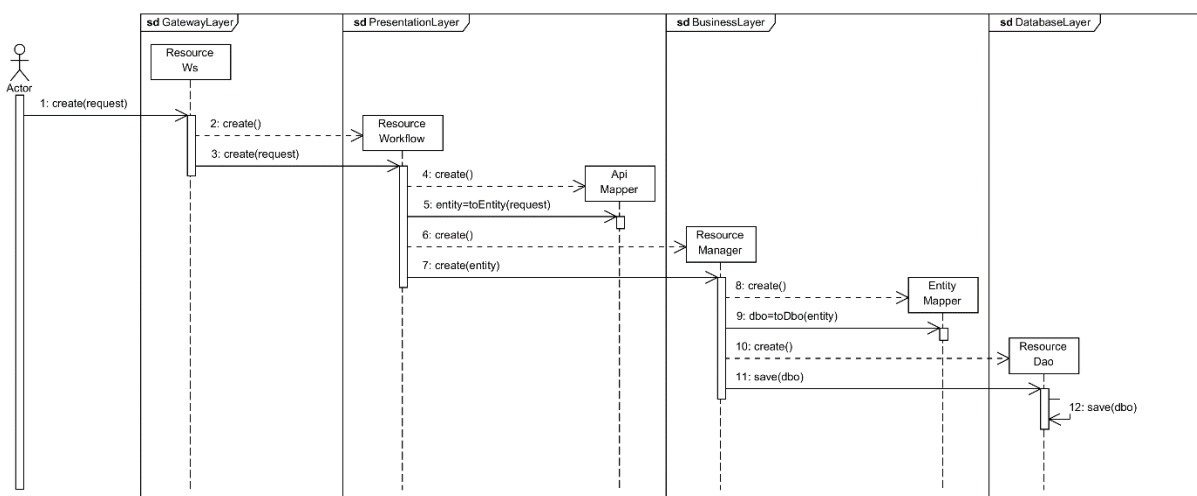 sd GatewayLayer
sd PresentationLayer
sd BusinessLayer
sd DatabaseLayer
Resource
Ws
Actor
1: create(request)
2: create()
Resource
Workflow
3: create(request)
4: create()
Api
Mapper
5: entity=toEntity(request)
6: create()
Resource
Manager
7: create(entity)
8: create()
Entity
Mapper
9: dbo=toDbo(entity)
10: create()
Resource
Dao
11: save(dbo)
12: save(dbo)